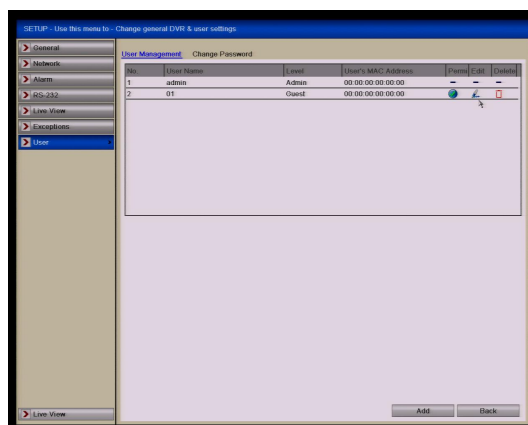 SETUP - Use this menu to - Change general DVR & user settings
General
Network
Alarm
RS-232
Live View
Exceptions
User
Live View
User Management Change Password
No User Name Level User's MAC Address Permi Edit Delete
1 admin Admin 00:00:00:00:00:00 – – –
2 01 Guest 00:00:00:00:00:00
Add Back